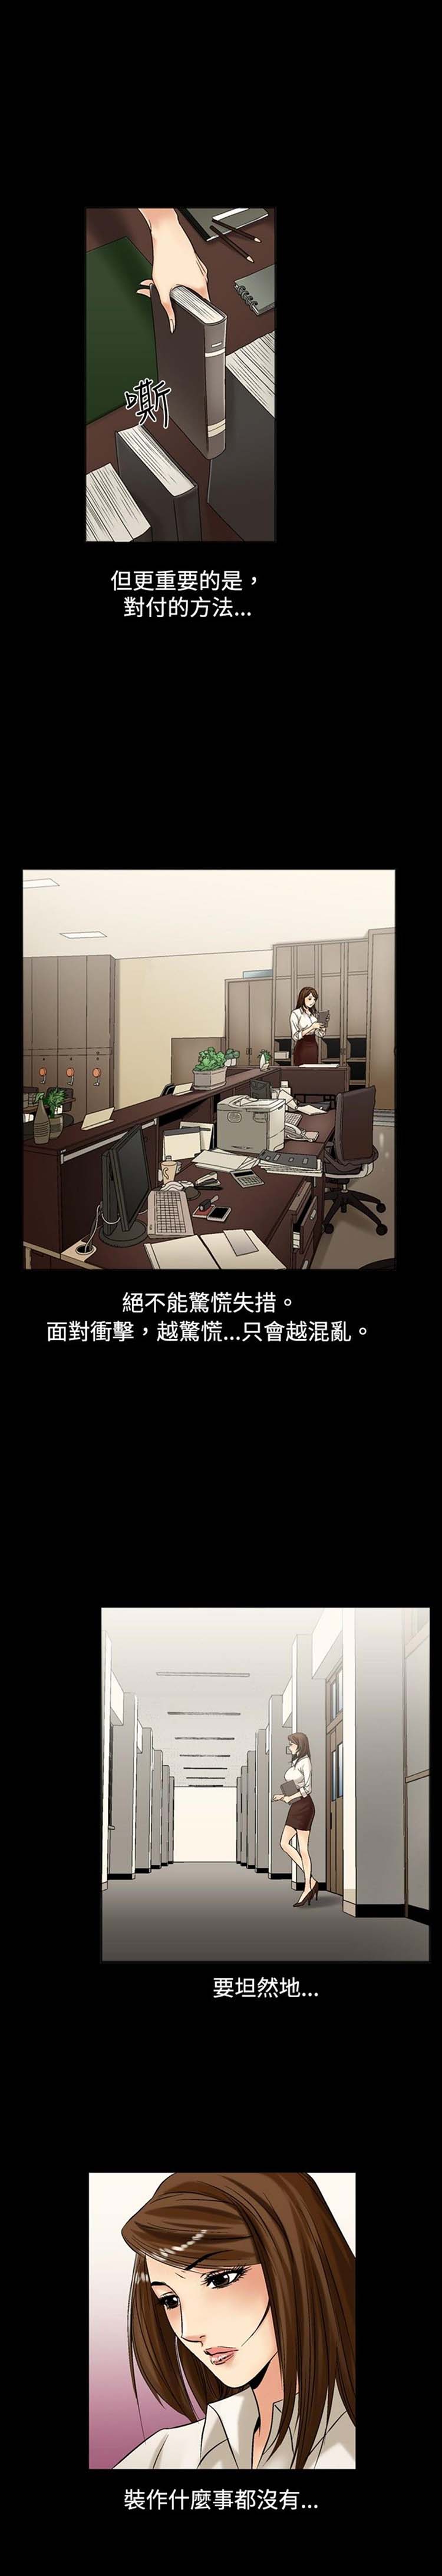 嘶
但更重要的是，
對付的方法...
絕不能驚慌失措。
面對衝擊，越驚慌...只會越混亂。
要坦然地...
裝作什麼事都沒有...